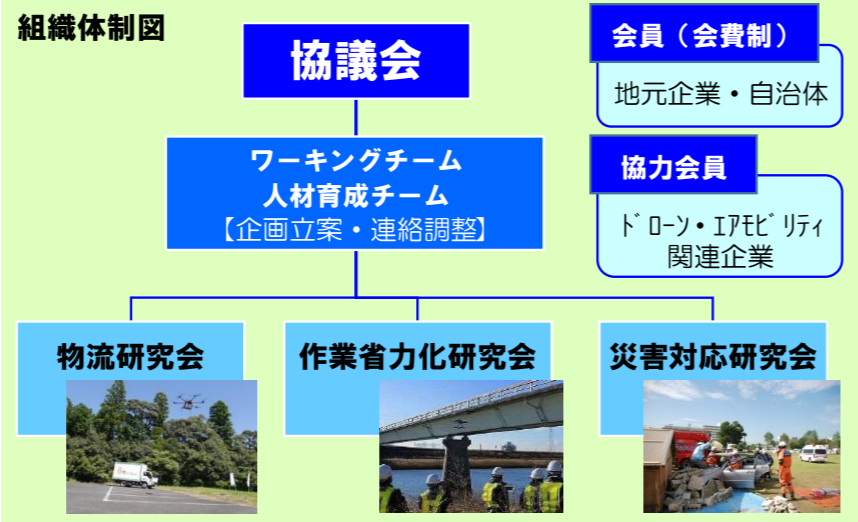 組織体制図
協議会
ワーキングチーム
人材育成チーム
【企画立案・連絡調整】
会員（会費制）
地元企業・自治体
協力会員
ﾄﾞﾛｰﾝ・ｴｱﾓﾋﾞﾘﾃｨ
関連企業
物流研究会
作業省力化研究会
災害対応研究会